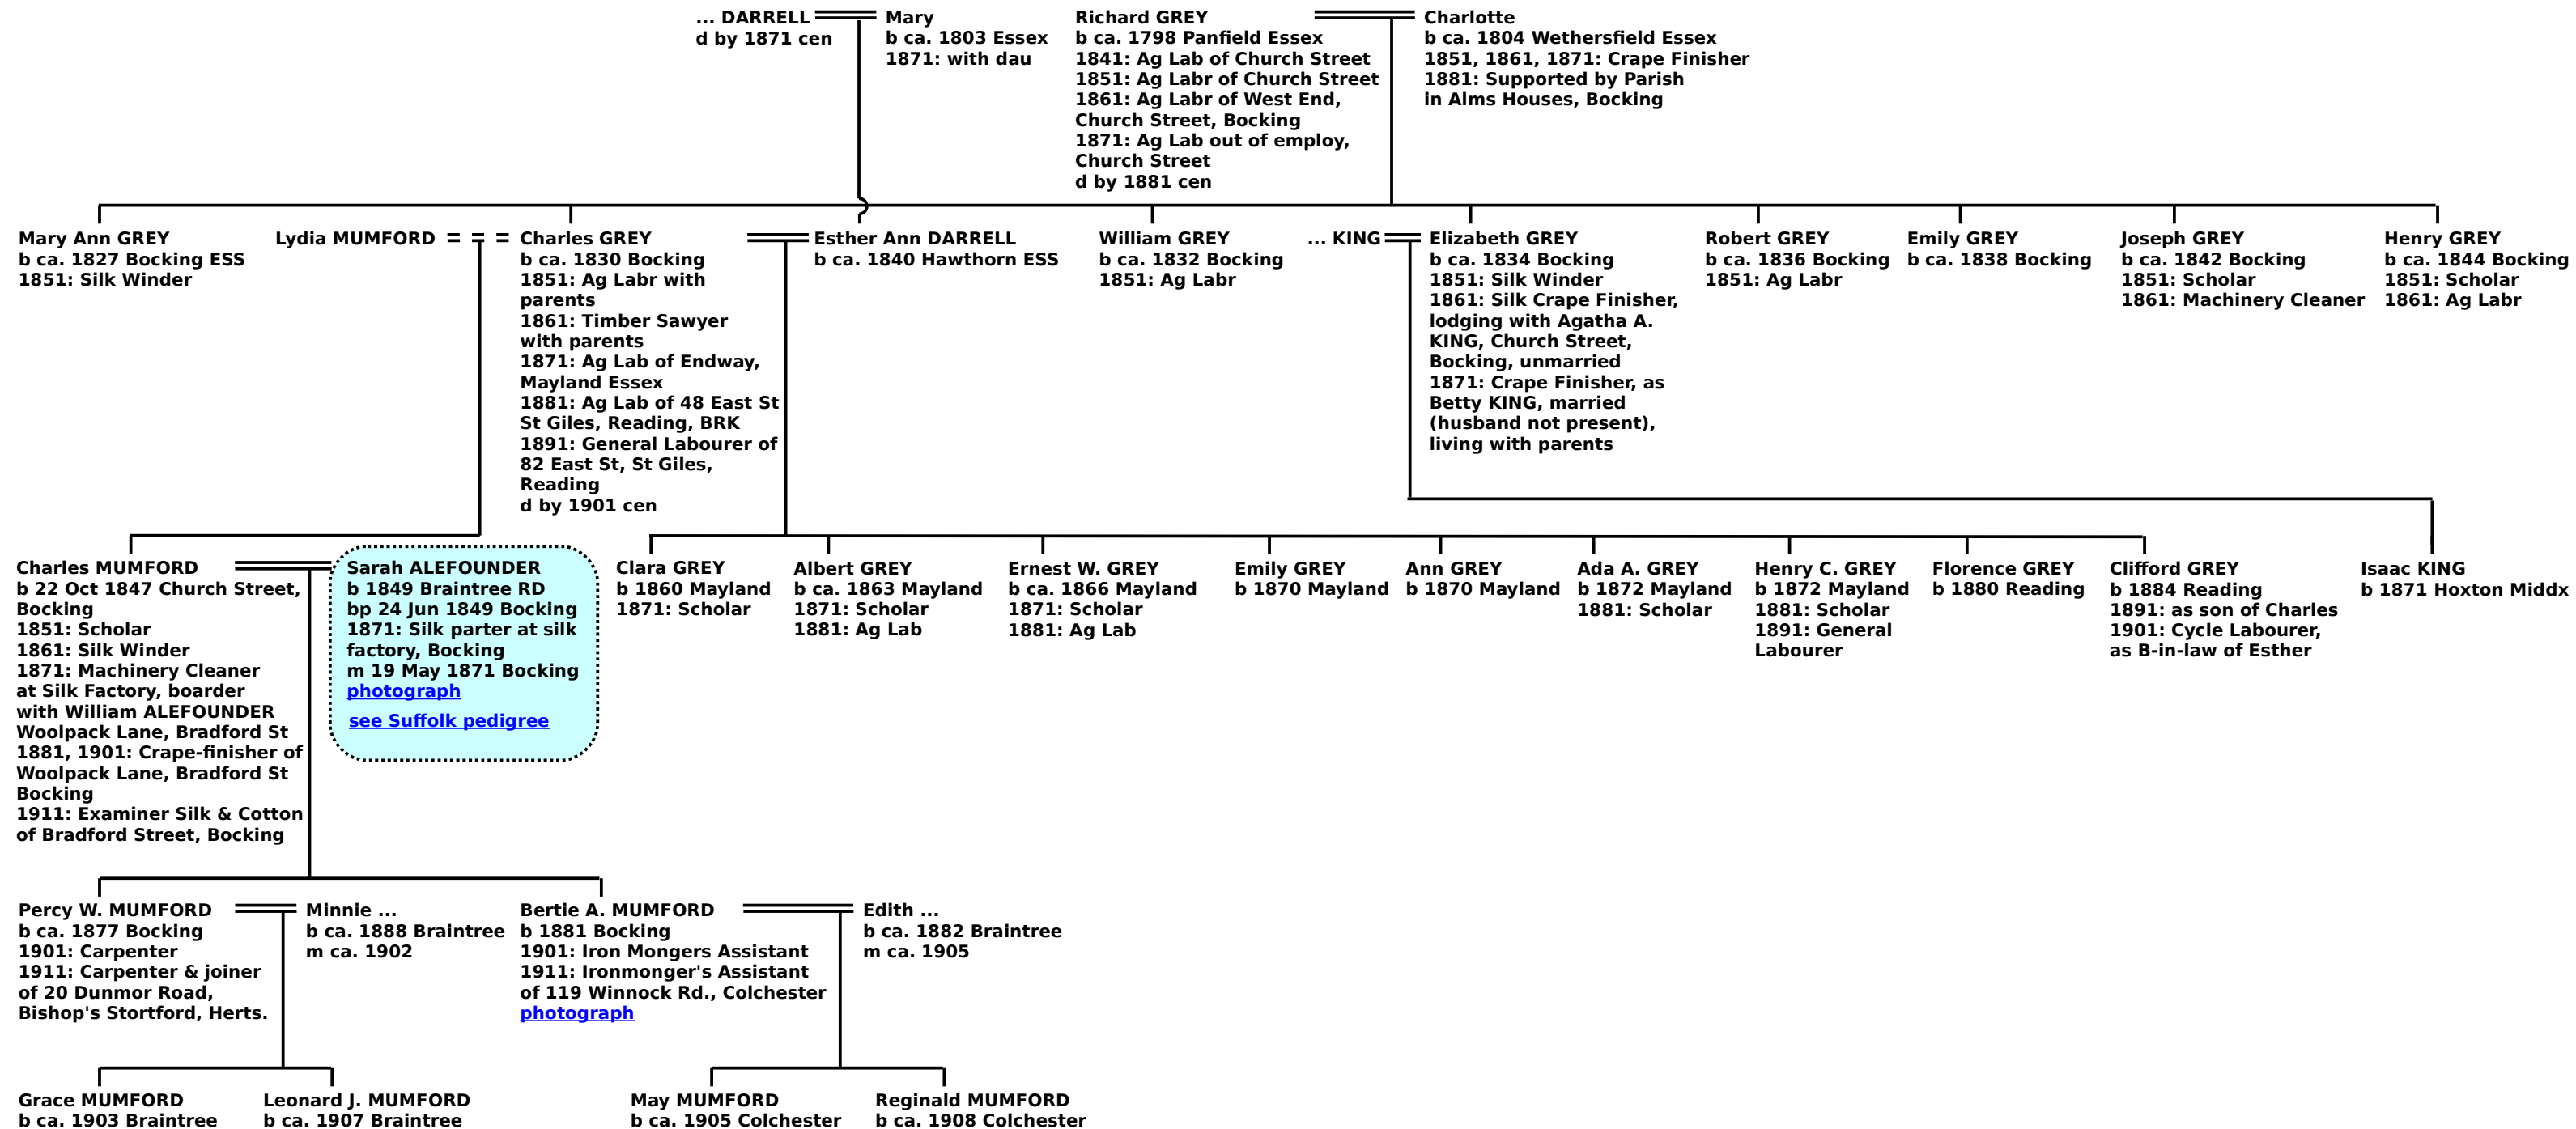 ... DARRELL
d by 1871 cen
Mary
b ca. 1803 Essex
1871: with dau
Richard GREY
b ca. 1798 Panfield Essex
1841: Ag Lab of Church Street
1851: Ag Labr of Church Street
1861: Ag Labr of West End,
Church Street, Bocking
1871: Ag Lab out of employ,
Church Street
d by 1881 cen
Charlotte
b ca. 1804 Wethersfield Essex
1851, 1861, 1871: Crape Finisher
1881: Supported by Parish
in Alms Houses, Bocking
Mary Ann GREY
b ca. 1827 Bocking ESS
1851: Silk Winder
Lydia MUMFORD
Charles GREY
b ca. 1830 Bocking
1851: Ag Labr with
parents
1861: Timber Sawyer
with parents
1871: Ag Lab of Endway,
Mayland Essex
1881: Ag Lab of 48 East St
St Giles, Reading, BRK
1891: General Labourer of
82 East St, St Giles,
Reading
d by 1901 cen
Esther Ann DARRELL
b ca. 1840 Hawthorn ESS
William GREY
b ca. 1832 Bocking
1851: Ag Labr
... KING
Elizabeth GREY
b ca. 1834 Bocking
1851: Silk Winder
1861: Silk Crape Finisher,
lodging with Agatha A.
KING, Church Street,
Bocking, unmarried
1871: Crape Finisher, as
Betty KING, married
(husband not present),
living with parents
Robert GREY
b ca. 1836 Bocking
1851: Ag Labr
Emily GREY
b ca. 1838 Bocking
Joseph GREY
b ca. 1842 Bocking
1851: Scholar
1861: Machinery Cleaner
Henry GREY
b ca. 1844 Bocking
1851: Scholar
1861: Ag Labr
Charles MUMFORD
b 22 Oct 1847 Church Street,
Bocking
1851: Scholar
1861: Silk Winder
1871: Machinery Cleaner
at Silk Factory, boarder
with William ALEFOUNDER
Woolpack Lane, Bradford St
1881, 1901: Crape-finisher of
Woolpack Lane, Bradford St
Bocking
1911: Examiner Silk & Cotton
of Bradford Street, Bocking
Sarah ALEFOUNDER
b 1849 Braintree RD
bp 24 Jun 1849 Bocking
1871: Silk parter at silk
factory, Bocking
m 19 May 1871 Bocking
photograph
see Suffolk pedigree
Clara GREY
b 1860 Mayland
1871: Scholar
Albert GREY
b ca. 1863 Mayland
1871: Scholar
1881: Ag Lab
Ernest W. GREY
b ca. 1866 Mayland
1871: Scholar
1881: Ag Lab
Emily GREY
b 1870 Mayland
Ann GREY
b 1870 Mayland
Ada A. GREY
b 1872 Mayland
1881: Scholar
Henry C. GREY
b 1872 Mayland
1881: Scholar
1891: General
Labourer
Florence GREY
b 1880 Reading
Clifford GREY
b 1884 Reading
1891: as son of Charles
1901: Cycle Labourer,
as B-in-law of Esther
Isaac KING
b 1871 Hoxton Middx
Percy W. MUMFORD
b ca. 1877 Bocking
1901: Carpenter
1911: Carpenter & joiner
of 20 Dunmor Road,
Bishop's Stortford, Herts.
Minnie ...
b ca. 1888 Braintree
m ca. 1902
Bertie A. MUMFORD
b 1881 Bocking
1901: Iron Mongers Assistant
1911: Ironmonger's Assistant
of 119 Winnock Rd., Colchester
photograph
Edith ...
b ca. 1882 Braintree
m ca. 1905
Grace MUMFORD
b ca. 1903 Braintree
Leonard J. MUMFORD
b ca. 1907 Braintree
May MUMFORD
b ca. 1905 Colchester
Reginald MUMFORD
b ca. 1908 Colchester